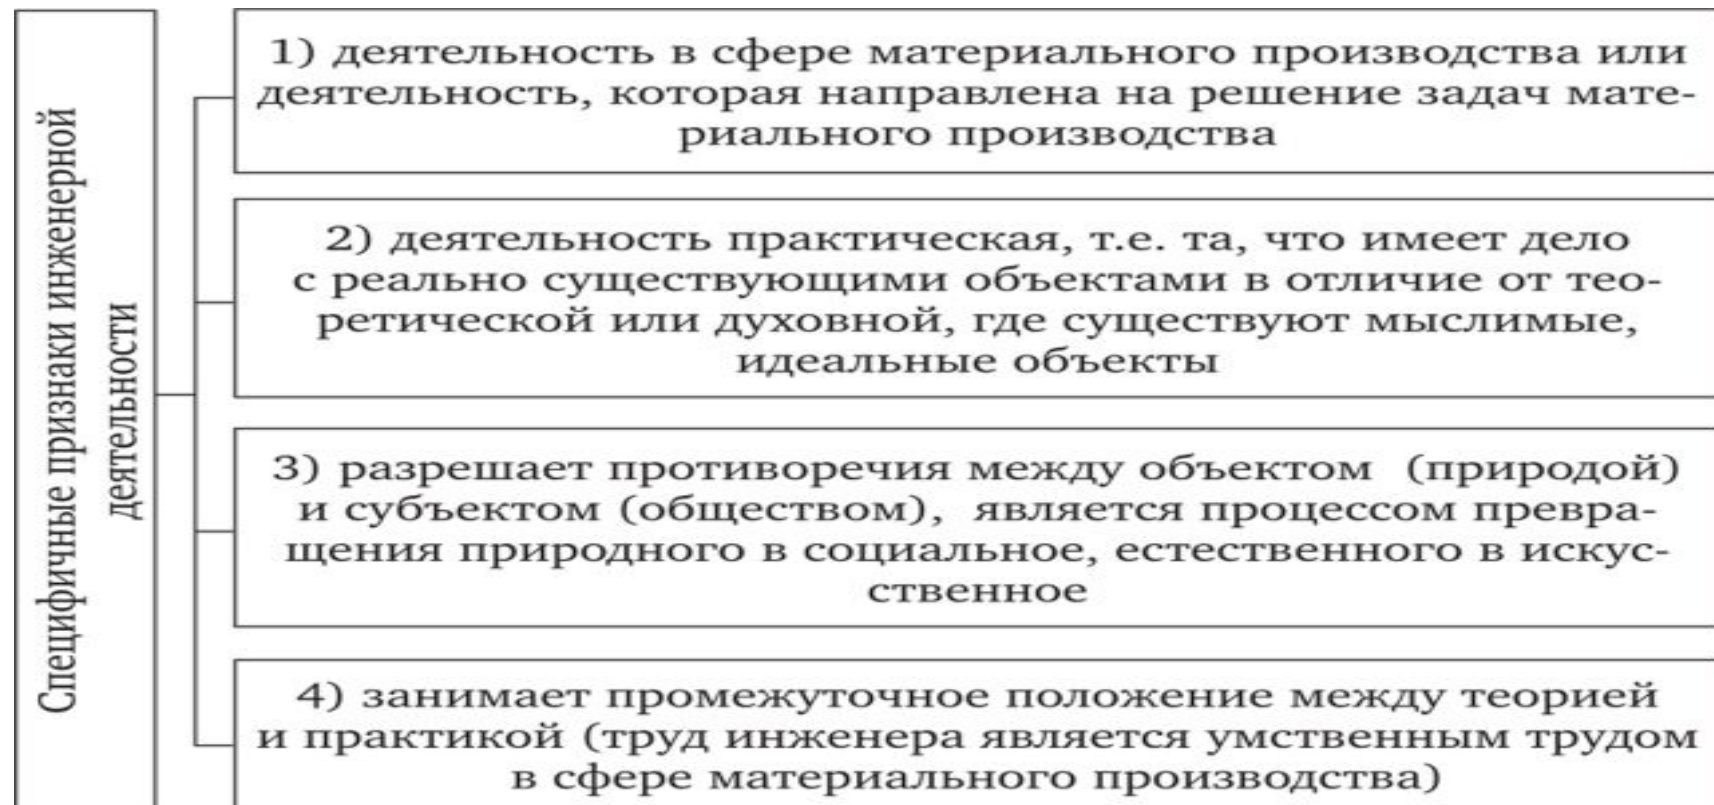 Специфичные признаки инженерной
деятельности
1) деятельность в сфере материального производства или
деятельность, которая направлена на решение задач мате-
риального производства
2) деятельность практическая, т.е. та, что имеет дело
с реально существующими объектами в отличие от тео-
ретической или духовной, где существуют мыслимые,
идеальные объекты
3) разрешает противоречия между объектом (природой)
и субъектом (обществом), является процессом превра-
щения природного в социальное, естественного в искус-
ственное
4) занимает промежуточное положение между теорией
и практикой (труд инженера является умственным трудом
в сфере материального производства)